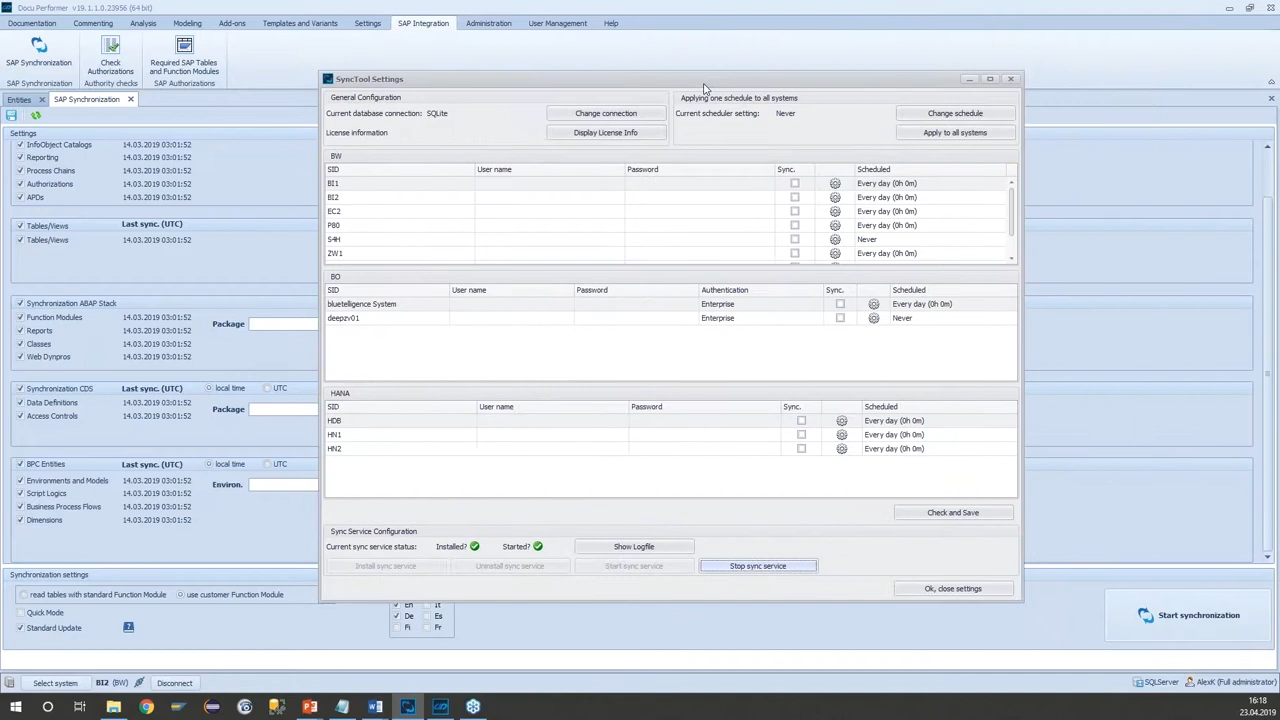 Docu Performer v19.1.1.0.23956 (64-bit)
Documentation Commenting Analysis Modeling Add-ons Templates and Variants Settings SAP Integration Administration User Management Help
SAP Synchronization Check Authorizations Required SAP Tables and Function Modules
SAP Synchronization Authority checks SAP Authorizations
Entities SAP Synchronization
Settings
InfoObject Catalogs 14.03.2019 03:01:52
Reporting 14.03.2019 03:01:52
Process Chains 14.03.2019 03:01:52
Authorizations 14.03.2019 03:01:52
APDs 14.03.2019 03:01:52
Tables/Views Last sync. (UTC)
Tables/Views 14.03.2019 03:01:52
Synchronization ABAP Stack
Function Modules 14.03.2019 03:01:52
Reports 14.03.2019 03:01:52 Package
Classes 14.03.2019 03:01:52
Web Dynpros 14.03.2019 03:01:52
Synchronization CDS Last sync. (UTC) local time UTC
Data Definitions 14.03.2019 03:01:52
Access Controls 14.03.2019 03:01:52 Package
BPC Entities Last sync. (UTC) local time UTC
Environments and Models 14.03.2019 03:01:52 Environ.
Script Logics 14.03.2019 03:01:52
Business Process Flows 14.03.2019 03:01:52
Dimensions 14.03.2019 03:01:52
SyncTool Settings
General Configuration Applying one schedule to all systems
Current database connection: SQLite Change connection Current scheduler setting: Never Change schedule
License information Display License Info Apply to all systems
BW
SID User name Password Sync. Scheduled
BI1 Every day (0h 0m)
BI2 Every day (0h 0m)
EC2 Every day (0h 0m)
P80 Every day (0h 0m)
S4H Never
ZW1 Every day (0h 0m)
BO
SID User name Password Authentication Sync. Scheduled
bluetelligence System Enterprise Every day (0h 0m)
deepzv01 Enterprise Never
HANA
SID User name Password Sync. Scheduled
HDB Every day (0h 0m)
HN1 Every day (0h 0m)
HN2 Every day (0h 0m)
Check and Save
Sync Service Configuration
Current sync service status: Installed? Started? Show Logfile
Install sync service Uninstall sync service Start sync service Stop sync service
Ok, close settings
Synchronization settings
read tables with standard Function Module use customer Function Module
Quick Mode
Standard Update
En It
De Es
Fi Fr
Start synchronization
Select system BI2 (BW) Disconnect SQLServer AlexK (Full administrator)
16:18
23.04.2019